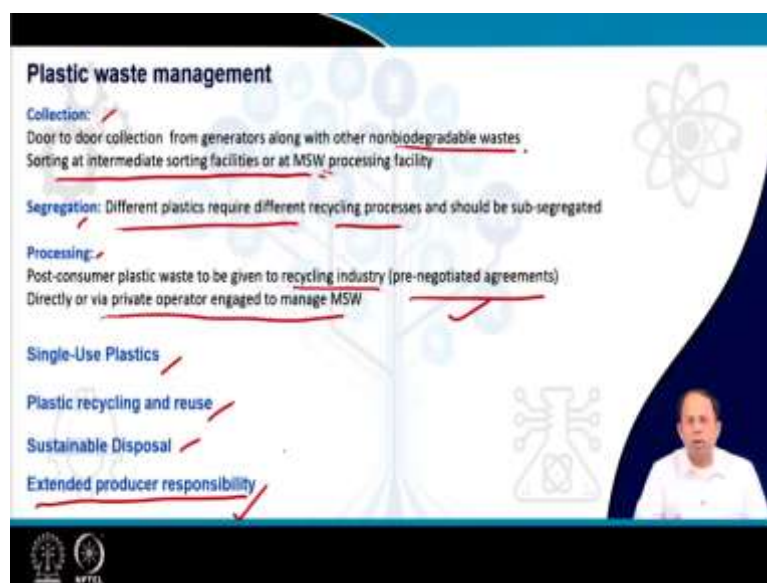 Plastic waste management
Collection:
Door to door collection from generators along with other nonbiodegradable wastes
Sorting at intermediate sorting facilities or at MSW processing facility
Segregation: Different plastics require different recycling processes and should be sub-segregated
Processing:
Post-consumer plastic waste to be given to recycling industry (pre-negotiated agreements)
Directly or via private operator engaged to manage MSW
Single-Use Plastics
Plastic recycling and reuse
Sustainable Disposal
Extended producer responsibility
NPTEL